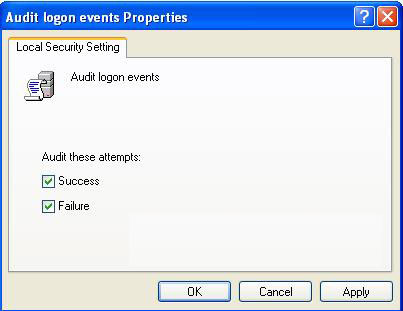 Audit logon events Properties
Local Security Setting
Audit logon events
Audit these attempts:
Success
Failure
OK
Cancel
Apply